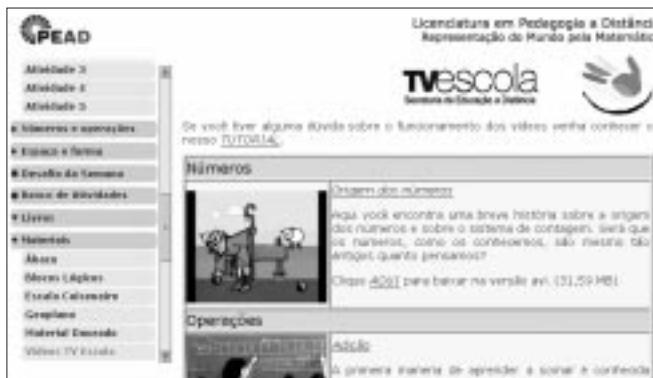 PEAD
Licenciatura em Pedagogia a Distânc
Representação do Mundo pela Matemátic
Atividade 3
Atividade 4
Atividade 5
Números e operações
Espaço e forma
Desafio da Semana
Banco de Atividades
Livros
Materiais
Ábaco
Blocos Lógicos
Escala Cuisenaire
Geoplano
Material Dourado
Vídeos TV Escola
TVescola
Secretaria de Educação a Distância
Se você tiver alguma dúvida sobre o funcionamento dos vídeos venha conhecer o
nosso TUTORIAL.
Números
Origem dos números
Aqui você encontra uma breve história sobre a origem
dos números e sobre o sistema de contagem. Será que
os números, como os conhecemos, são mesmo tão
antigos quanto pensamos?
Clique AQUI para baixar na versão avi. (31,59 MB)
Operações
Adição
A primeira maneira de aprender a somar é conhecida